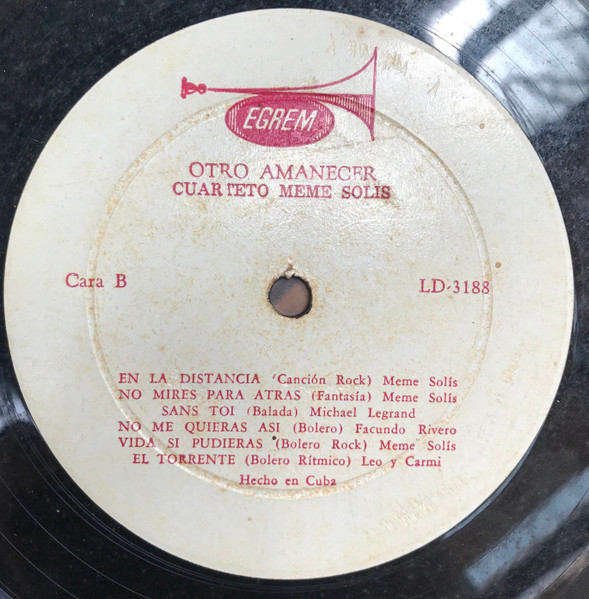 EGREM
OTRO AMANECER
CUARTETO MEME SOLIS
Cara B
LD-3188
EN LA DISTANCIA (Canción Rock) Meme Solís
NO MIRES PARA ATRAS (Fantasía) Meme Solís
SANS TOI (Balada) Michael Legrand
NO ME QUIERAS ASI (Bolero) Facundo Rivero
VIDA SI PUDIERAS (Bolero Rock) Meme Solís
EL TORRENTE (Bolero Rítmico) Leo y Carmi
Hecho en Cuba